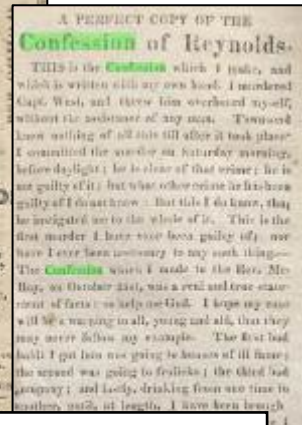 A PERFECT COPY OF THE
Confession of Reynolds.
THIS is the Confession which I make, and
which is written with my own hand. I murdered
Capt. West, and threw him overboard myself,
without the assistance of any man. Townsend
knew nothing of all this till after it took place
I committed the murder on Saturday morning,
before daylight; he is clear of that crime; he is
not guilty of it; but what other crime he has been
guilty of I do not know. But this I do know, that
he instigated me to the whole of it. This is the
first murder I have ever been guilty of; nor
have I ever been accessory to any such thing.—
The Confession which I made to the Rev. Mr.
on October 21st, was a real and true state-
ment of facts: so help me God. I hope my case
will be a warning to all, young and old, that they
may never follow my example. The first bad
habit I got into was going to houses of ill fame;
the second was going to frolicks; the third bad
company; and lastly, drinking from one time to
another, until, at length, I have been brough